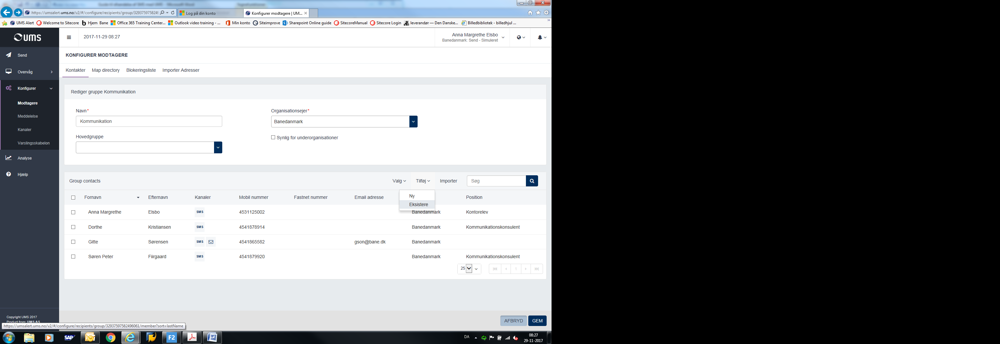 https://umsalert.ums.no/v2/#/configure/recipients/group/329375975824
Log på din konto
Konfigurer modtagere | UM...
UMS Alert
Welcome to Sitecore
Hjem Bane
Office 365 Training Center...
Outlook video training - ...
Min konto
Siteimprove
Sharepoint Online guide
SitecoreManual
Sitecore Login
leverandør — Den Danske...
Billedbibliotek - billedhjul ...
UMS
2017-11-29 08:27
Anna Margrethe Elsbo
Banedanmark: Send - Simuleret
Send
Overvåg
Konfigurer
Modtagere
Meddelelse
Kanaler
Varslingsskabelon
Analyse
Hjælp
KONFIGURER MODTAGERE
Kontakter Map directory Blokeringsliste Importer Adresser
Rediger gruppe Kommunikation
Navn*
Kommunikation
Organisationsejer*
Banedanmark
Hovedgruppe
Synlig for underorganisationer
Group contacts
Valg
Tilføj
Importer
Søg
Ny
Eksistere
Fornavn Efternavn Kanaler Mobil nummer Fastnet nummer Email adresse Position
Anna Margrethe Elsbo SMS 4531125002 Banedanmark Kontorelev
Dorthe Kristiansen SMS 4541878914 Banedanmark Kommunikationskonsulent
Gitte Sørensen SMS 4541865582 gson@bane.dk Banedanmark
Søren Peter Fiirgaard SMS 4541879920 Banedanmark Kommunikationskonsulent
25
1
AFBRYD
GEM
Copyright UMS 2017
Product from: UMS AS
https://umsalert.ums.no/v2/#/configure/recipients/group/32937597582496061/member?sort=lastName
SAP
F2
DA
08:27
29-11-2017